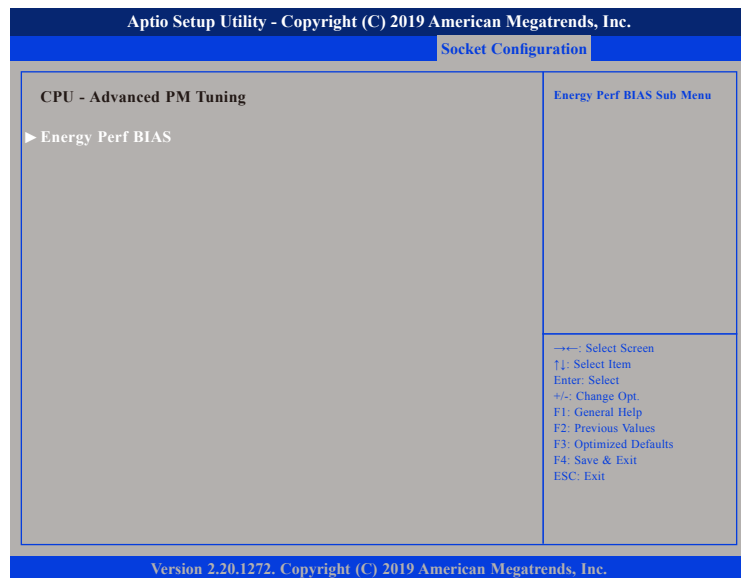 Aptio Setup Utility - Copyright (C) 2019 American Megatrends, Inc.
Socket Configuration
CPU - Advanced PM Tuning
▶ Energy Perf BIAS
Energy Perf BIAS Sub Menu
→←: Select Screen
↑↓: Select Item
Enter: Select
+/-: Change Opt.
F1: General Help
F2: Previous Values
F3: Optimized Defaults
F4: Save & Exit
ESC: Exit
Version 2.20.1272. Copyright (C) 2019 American Megatrends, Inc.